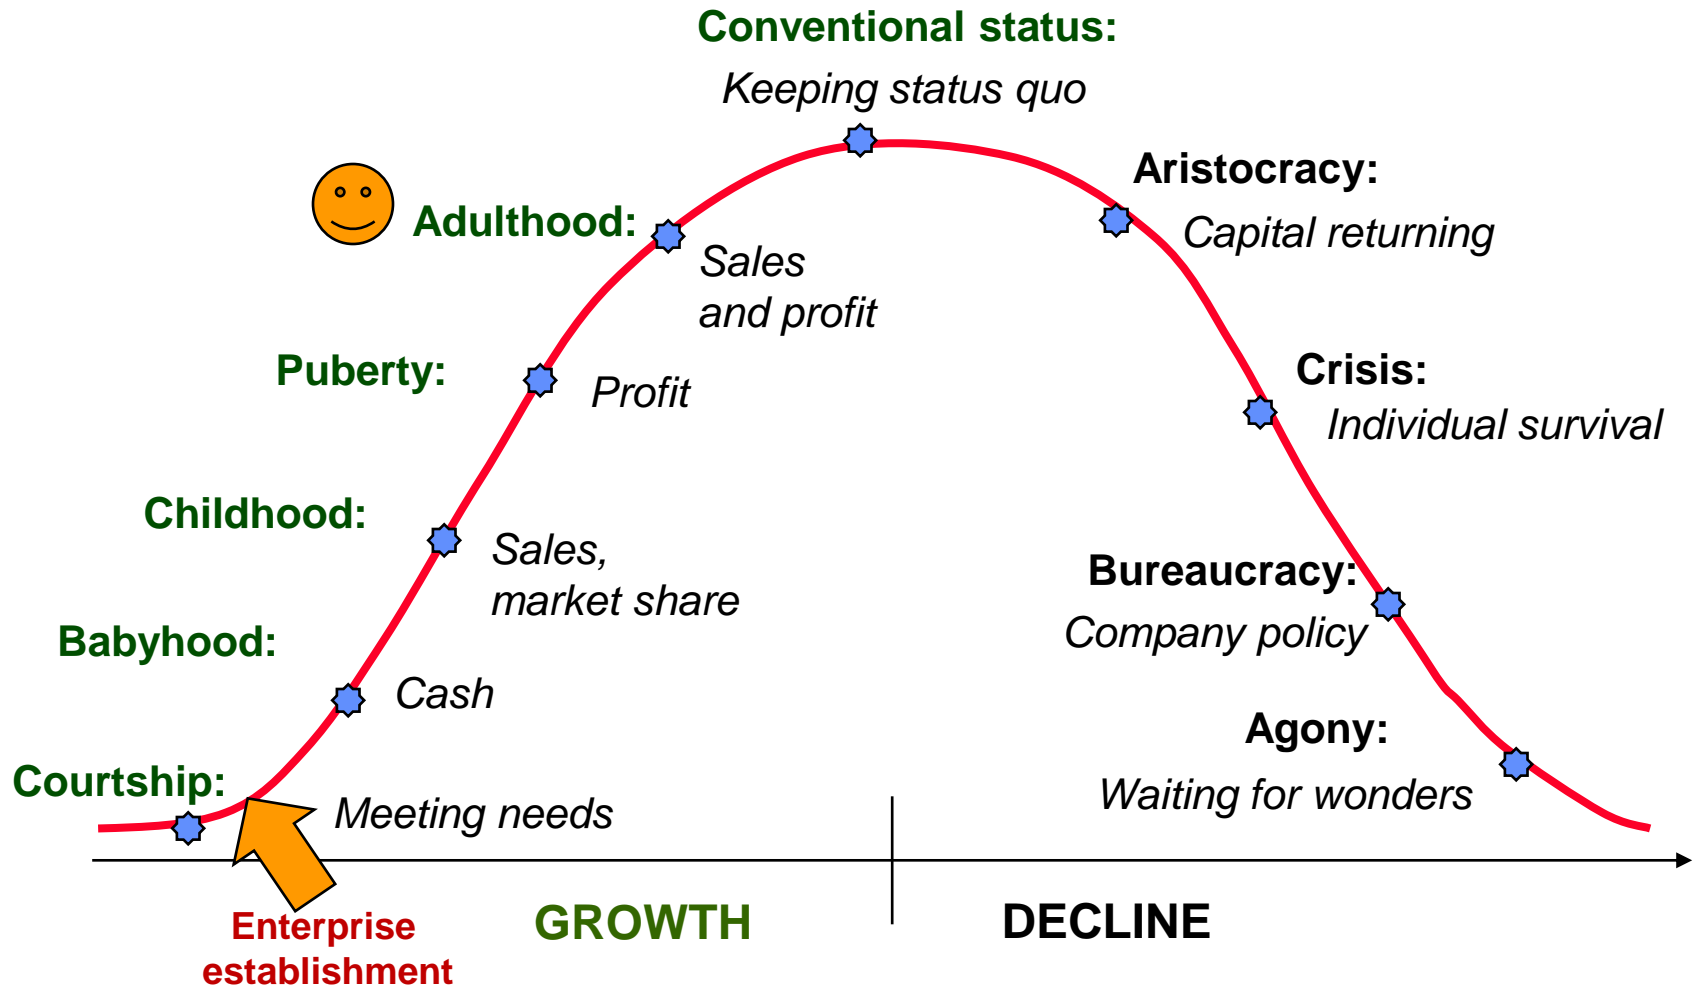 Conventional status:
Keeping status quo
Aristocracy:
Capital returning
Adulthood:
Sales
and profit
Puberty:
Profit
Crisis:
Individual survival
Childhood:
Sales,
market share
Bureaucracy:
Company policy
Babyhood:
Cash
Agony:
Waiting for wonders
Courtship:
Meeting needs
Enterprise
establishment
GROWTH
DECLINE